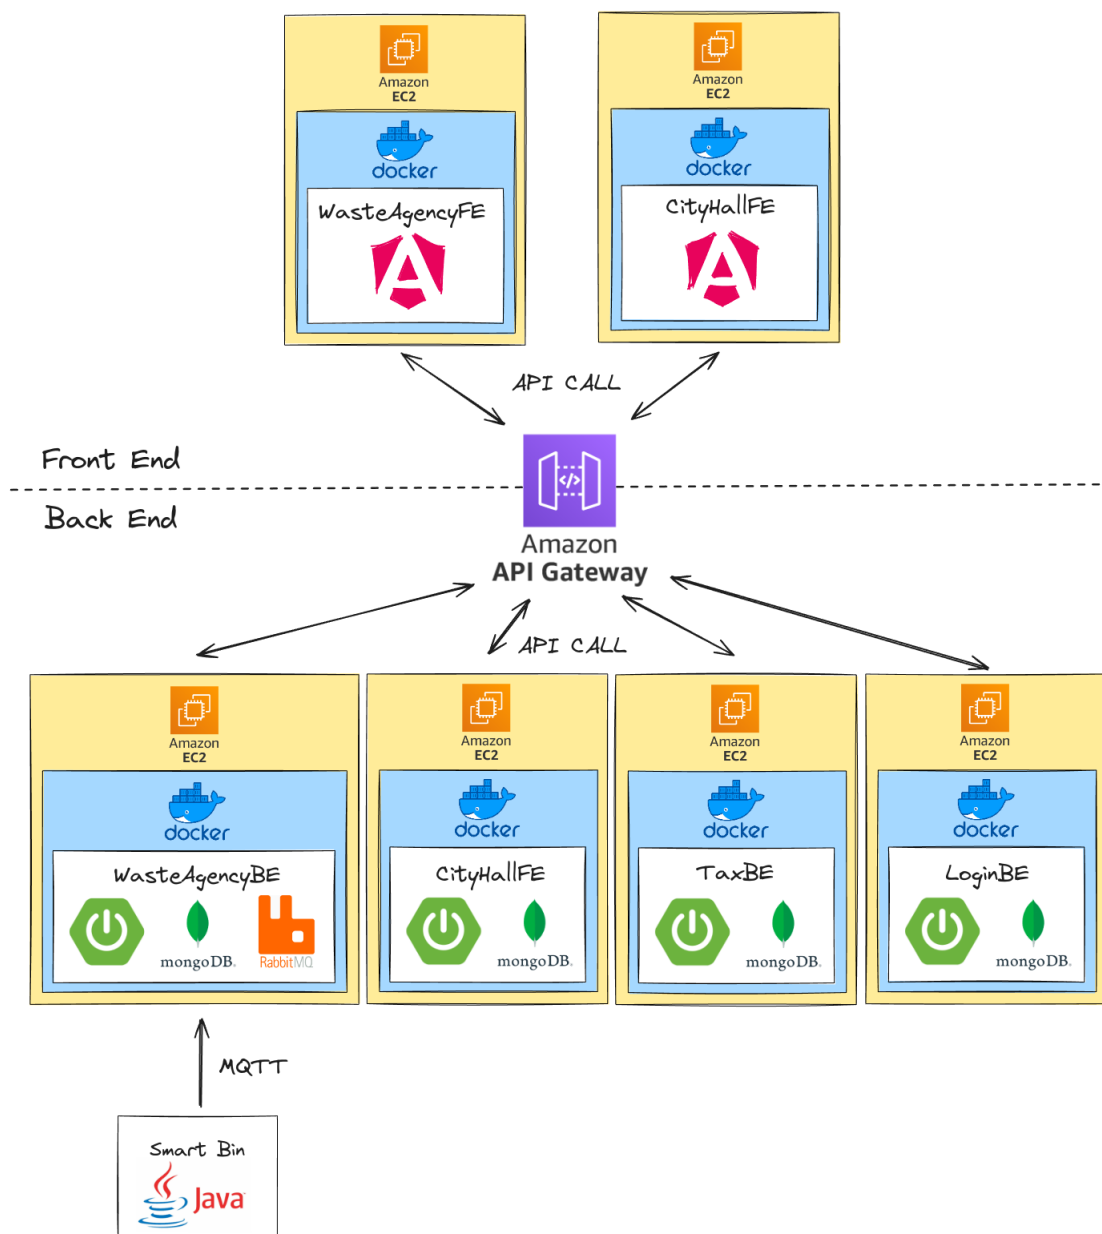 Amazon
EC2
docker
WasteAgencyFE
Amazon
EC2
docker
CityHallFE
API CALL
Front End
Back End
</>
Amazon
API Gateway
API CALL
Amazon
EC2
docker
WasteAgencyBE
mongoDB.
RabbitMQ
Amazon
EC2
docker
CityHallFE
mongoDB.
Amazon
EC2
docker
TaxBE
mongoDB.
Amazon
EC2
docker
LoginBE
mongoDB.
MQTT
Smart Bin
Java